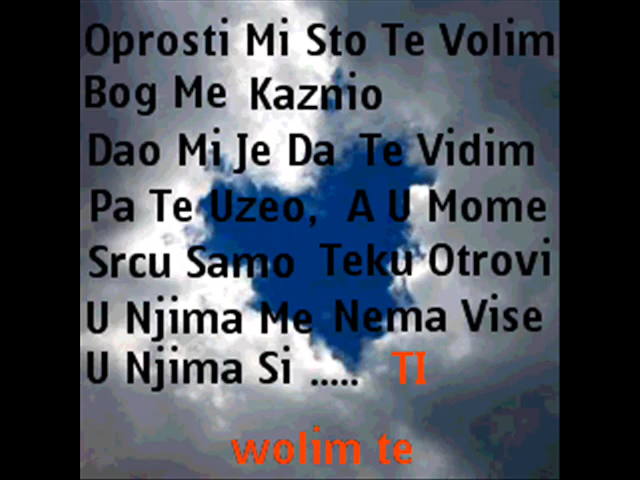 Oprosti Mi Sto Te Volim
Bog Me Kaznio
Dao Mi Je Da Te Vidim
Pa Te Uzeo, A U Mome
Srcu Samo Teku Otrovi
U Njima Me Nema Vise
U Njima Si ..... TI
wolim te